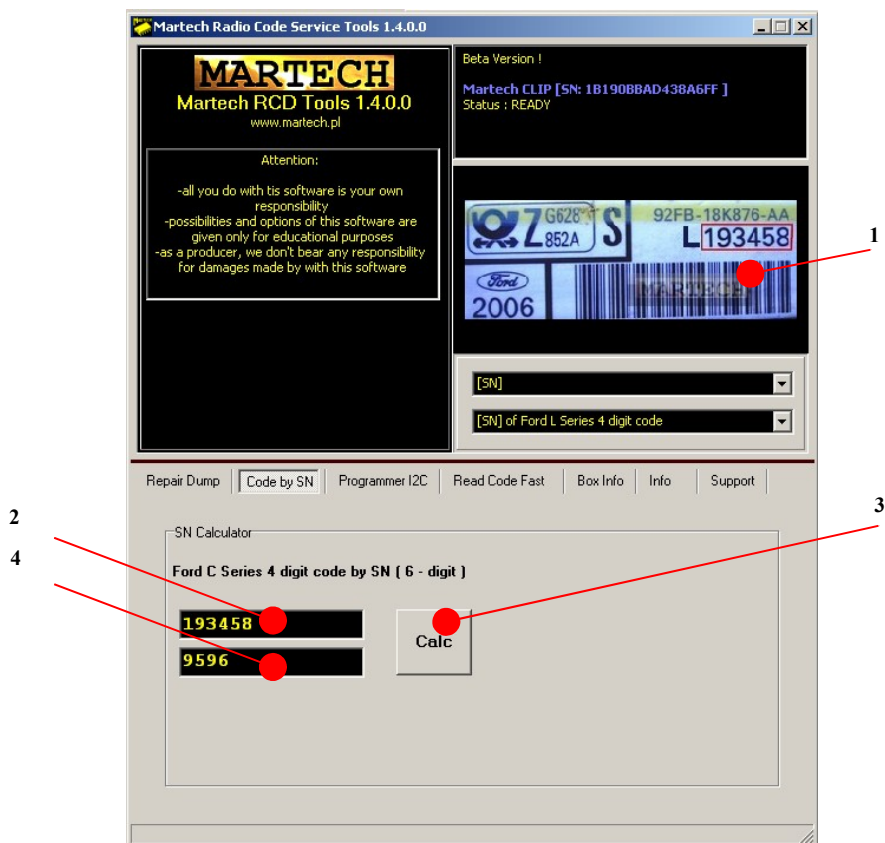 Martech Radio Code Service Tools 1.4.0.0
MARTECH
Martech RCD Tools 1.4.0.0
www.martech.pl
Attention:
-all you do with tis software is your own
responsibility
-possibilities and options of this software are
given only for educational purposes
-as a producer, we don't bear any responsibility
for damages made by with this software
Beta Version !
Martech CLIP [SN: 1B190BBAD438A6FF ]
Status : READY
Z G628 S 92FB-18K876-AA
852A L193458
Ford
2006 MARTECH
1
[SN]
[SN] of Ford L Series 4 digit code
Repair Dump Code by SN Programmer I2C Read Code Fast Box Info Info Support
2
3
4
SN Calculator
Ford C Series 4 digit code by SN ( 6 - digit )
193458
Calc
9596